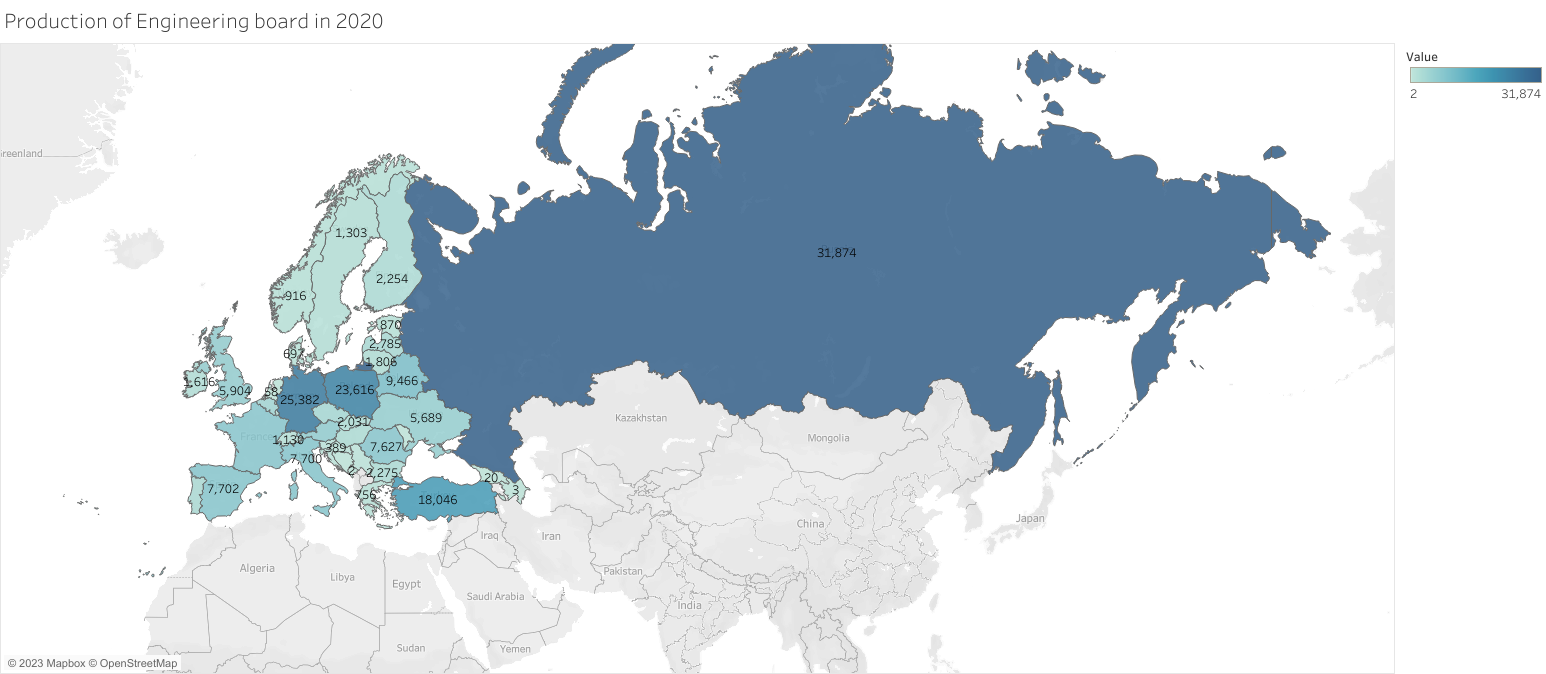 Production of Engineering board in 2020
Value
2 31,874
Greenland
1,303
31,874
2,254
916
870
2,785
697
1,806
1,616
5,904
58
25,382
23,616
9,466
2,031
5,689
France
1,130
389
7,627
7,700
2
2,275
7,702
756
18,046
20
3
Kazakhstan
Mongolia
China
Japan
Iraq
Iran
Algeria
Libya
Egypt
Pakistan
Saudi Arabia
India
Sudan
Yemen
© 2023 Mapbox © OpenStreetMap